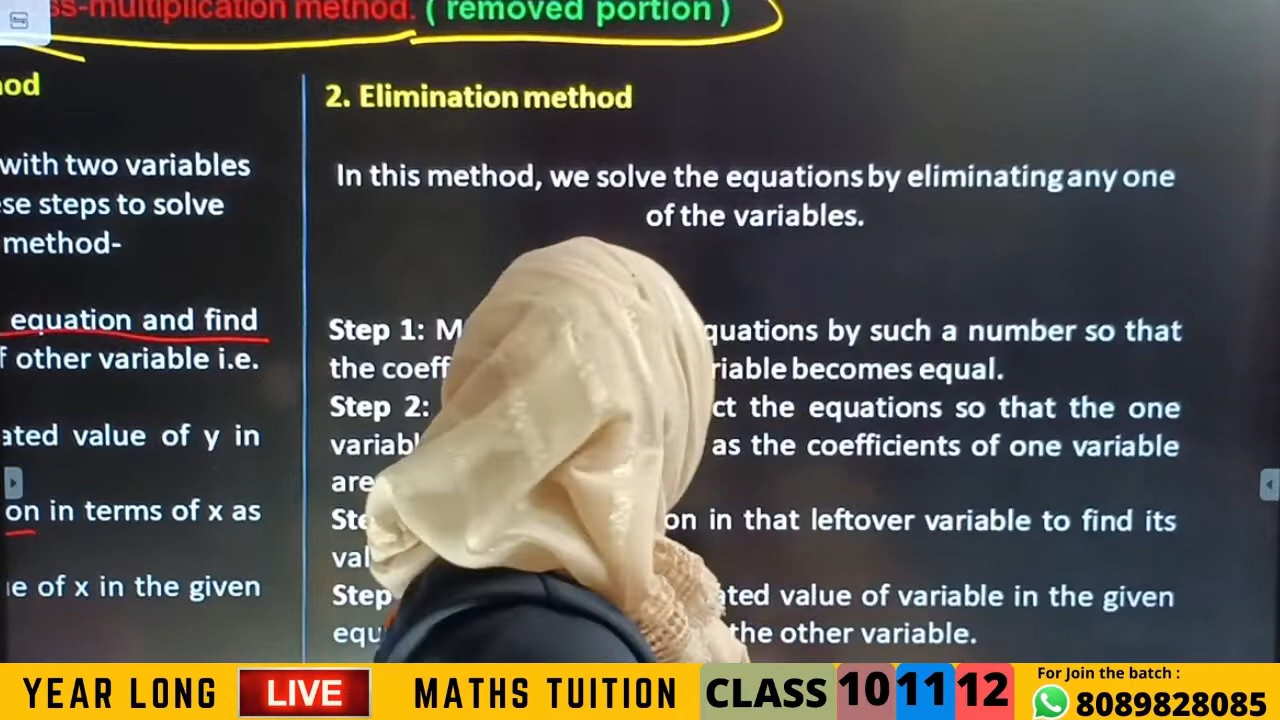 ss-multiplication method. ( removed portion )
od
with two variables
se steps to solve
method-
equation and find
f other variable i.e.
ated value of y in
on in terms of x as
e of x in the given
2. Elimination method
In this method, we solve the equations by eliminating any one
of the variables.
Step 1: M quations by such a number so that
the coeff riable becomes equal.
Step 2: ct the equations so that the one
variabl as the coefficients of one variable
are
Ste on in that leftover variable to find its
val
Step ated value of variable in the given
equ the other variable.
YEAR LONG LIVE MATHS TUITION CLASS 10 11 12
For Join the batch :
8089828085